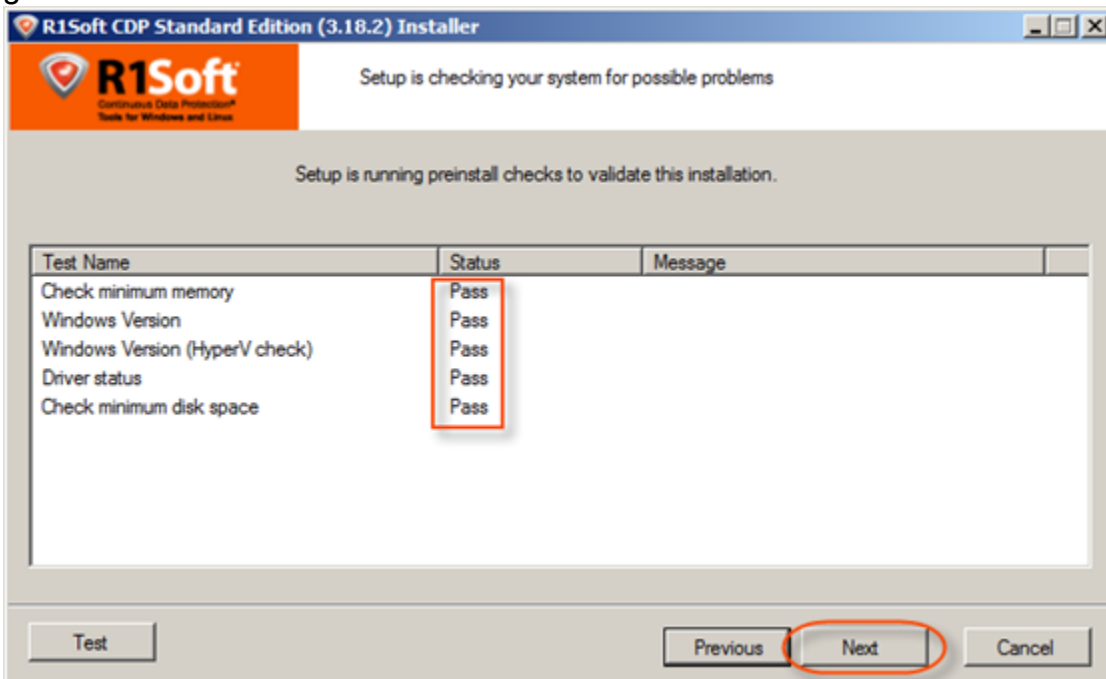 g
R1Soft CDP Standard Edition (3.18.2) Installer
R1Soft
Continuous Data Protection®
Tools for Windows and Linux
Setup is checking your system for possible problems
Setup is running preinstall checks to validate this installation.
Test Name Status Message
Check minimum memory Pass
Windows Version Pass
Windows Version (HyperV check) Pass
Driver status Pass
Check minimum disk space Pass
Test Previous Next Cancel